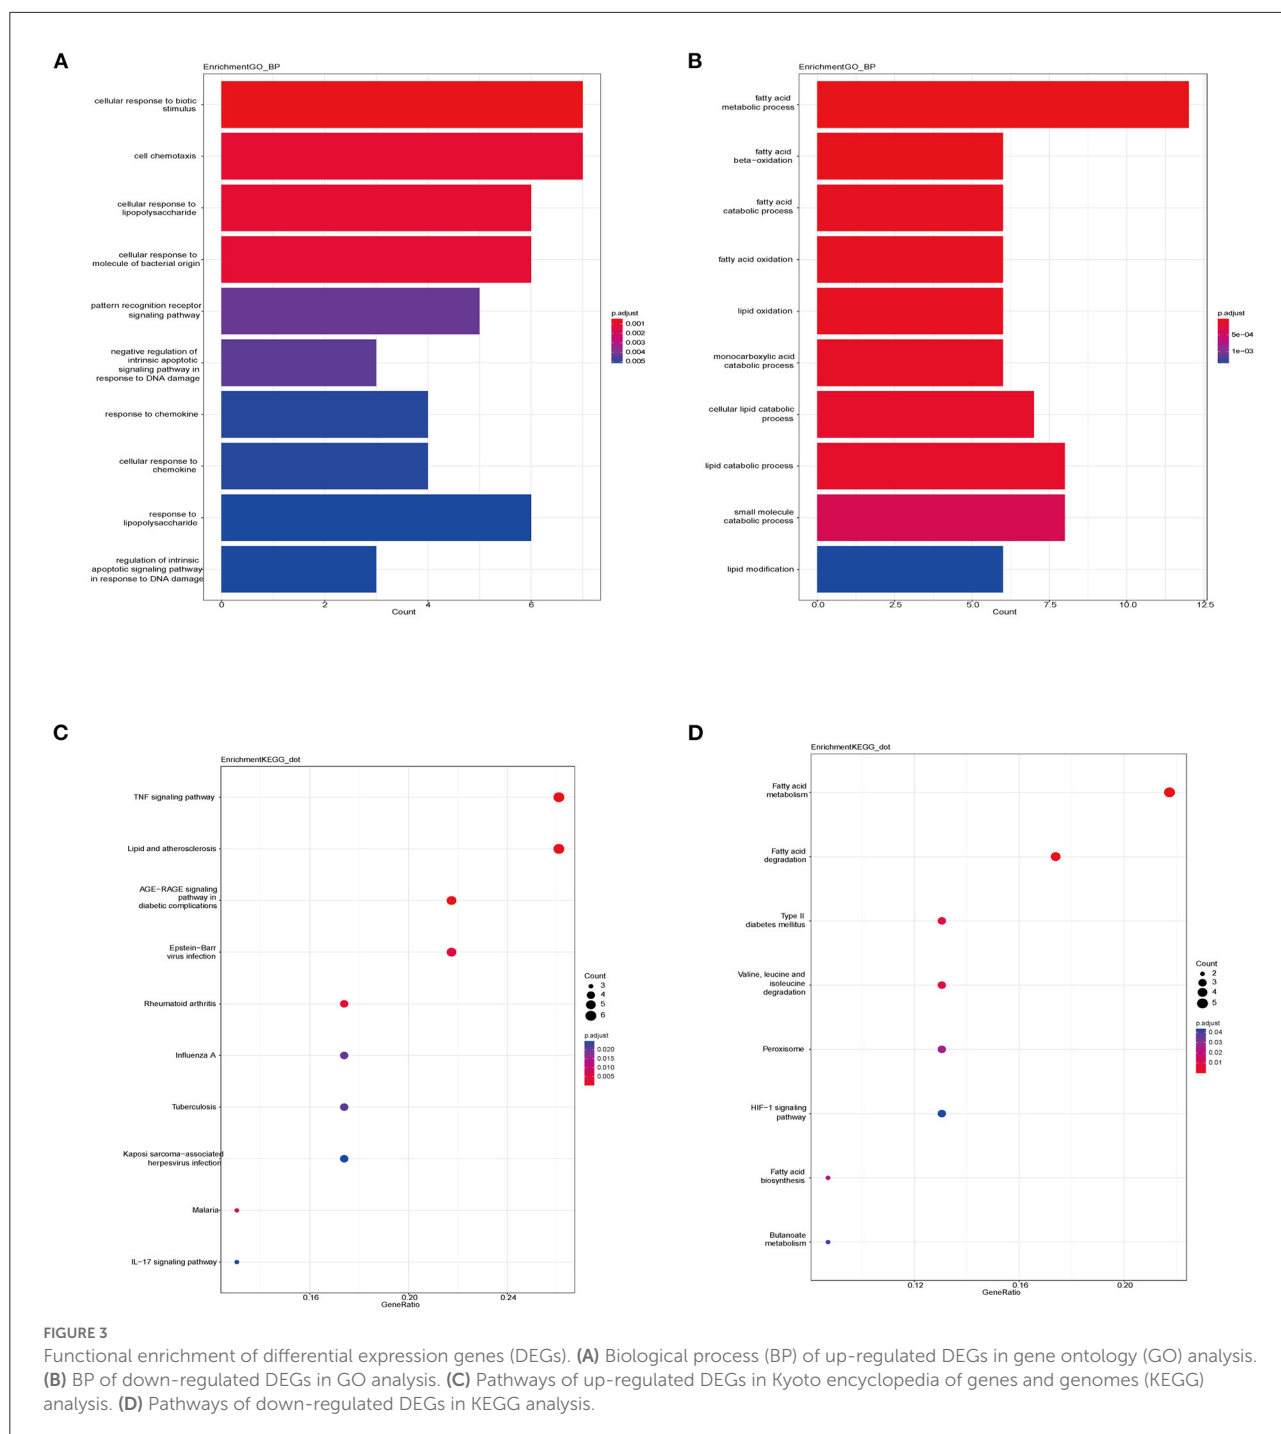 A
EnrichmentGO_BP
cellular response to biotic
stimulus
cell chemotaxis
cellular response to
lipopolysaccharide
cellular response to
molecule of bacterial origin
pattern recognition receptor
signaling pathway
negative regulation of
intrinsic apoptotic
signaling pathway in
response to DNA damage
response to chemokine
cellular response to
chemokine
response to
lipopolysaccharide
regulation of intrinsic
apoptotic signaling pathway
in response to DNA damage
0 2 4 6
Count
p.adjust
0.001
0.002
0.003
0.004
0.005
B
EnrichmentGO_BP
fatty acid
metabolic process
fatty acid
beta−oxidation
fatty acid
catabolic process
fatty acid oxidation
lipid oxidation
monocarboxylic acid
catabolic process
cellular lipid catabolic
process
lipid catabolic process
small molecule
catabolic process
lipid modification
0.0 2.5 5.0 7.5 10.0 12.5
Count
p.adjust
5e−04
1e−03
C
EnrichmentKEGG_dot
TNF signaling pathway
Lipid and atherosclerosis
AGE−RAGE signaling
pathway in
diabetic complications
Epstein−Barr
virus infection
Rheumatoid arthritis
Influenza A
Tuberculosis
Kaposi sarcoma−associated
herpesvirus infection
Malaria
IL−17 signaling pathway
0.16 0.20 0.24
GeneRatio
Count
3
4
5
6
p.adjust
0.020
0.015
0.010
0.005
D
EnrichmentKEGG_dot
Fatty acid
metabolism
Fatty acid
degradation
Type II
diabetes mellitus
Valine, leucine and
isoleucine
degradation
Peroxisome
HIF−1 signaling
pathway
Fatty acid
biosynthesis
Butanoate
metabolism
0.12 0.16 0.20
GeneRatio
Count
2
3
4
5
p.adjust
0.04
0.03
0.02
0.01
FIGURE 3
Functional enrichment of differential expression genes (DEGs). (A) Biological process (BP) of up-regulated DEGs in gene ontology (GO) analysis.
(B) BP of down-regulated DEGs in GO analysis. (C) Pathways of up-regulated DEGs in Kyoto encyclopedia of genes and genomes (KEGG)
analysis. (D) Pathways of down-regulated DEGs in KEGG analysis.